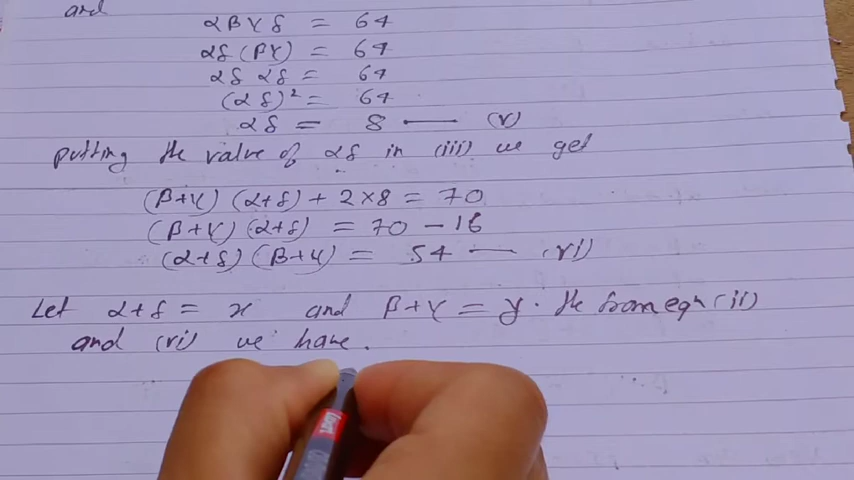 and
αβγδ = 64
αδ(βγ) = 64
αδ αδ = 64
(αδ)² = 64
αδ = 8 —— (v)
putting the value of αδ in (iii) we get
(β+γ) (α+δ) + 2×8 = 70
(β+γ) (α+δ) = 70 - 16
(α+δ) (β+γ) = 54 —— (vi)
Let α+δ = x and β+γ = y. the from eqn (ii)
and (vi) we have.